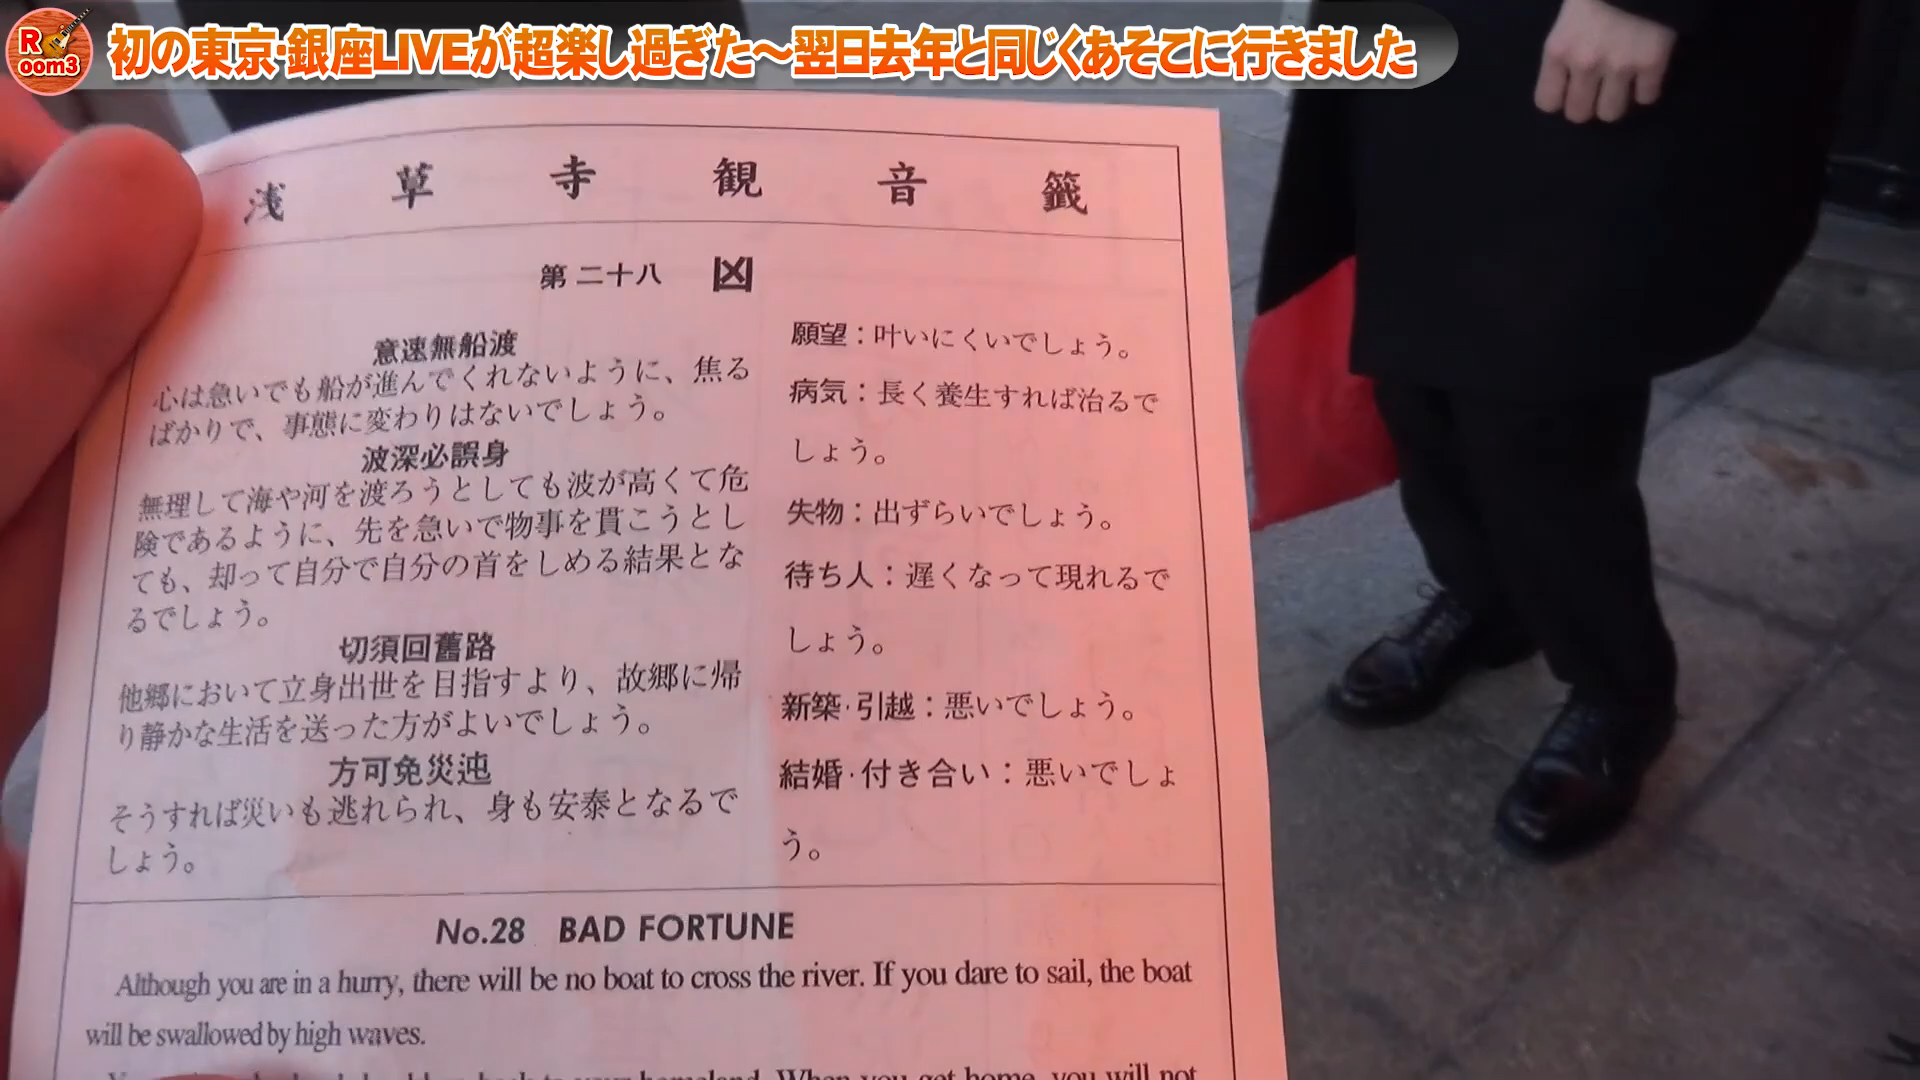 Room3
初の東京・銀座LIVEが超楽し過ぎた～翌日去年と同じくあそこに行きました
浅草寺観音籤
第二十八 凶
意速無船渡
心は急いでも船が進んでくれないように、焦る
ばかりで、事態に変わりはないでしょう。
波深必誤身
無理して海や河を渡ろうとしても波が高くて危
険であるように、先を急いで物事を貫こうとし
ても、却って自分で自分の首をしめる結果とな
るでしょう。
切須回舊路
他郷において立身出世を目指すより、故郷に帰
り静かな生活を送った方がよいでしょう。
方可免災迍
そうすれば災いも逃れられ、身も安泰となるで
しょう。
願望：叶いにくいでしょう。
病気：長く養生すれば治るで
しょう。
失物：出ずらいでしょう。
待ち人：遅くなって現れるで
しょう。
新築・引越：悪いでしょう。
結婚・付き合い：悪いでしょ
う。
No.28 BAD FORTUNE
Although you are in a hurry, there will be no boat to cross the river. If you dare to sail, the boat
will be swallowed by high waves.
back to your homeland. When you get home, you will not